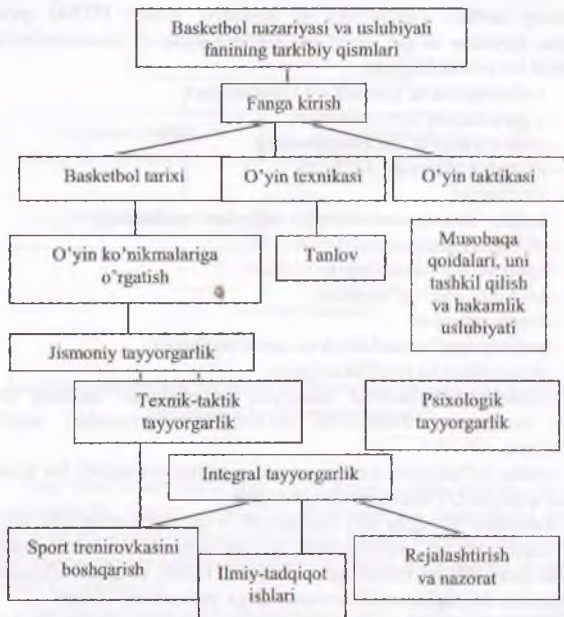 Basketbol nazariyasi va uslubiyati
fanining tarkibiy qismlari
Fanga kirish
Basketbol tarixi
O'yin texnikasi
O'yin taktikasi
O'yin ko'nikmalariga
o'rgatish
Tanlov
Musobaqa
qoidalari, uni
tashkil qilish
va hakamlik
uslubiyati
Jismoniy tayyorgarlik
Texnik-taktik
tayyorgarlik
Psixologik
tayyorgarlik
Integral tayyorgarlik
Sport trenirovkasini
boshqarish
Ilmiy-tadqiqot
ishlari
Rejalashtirish
va nazorat